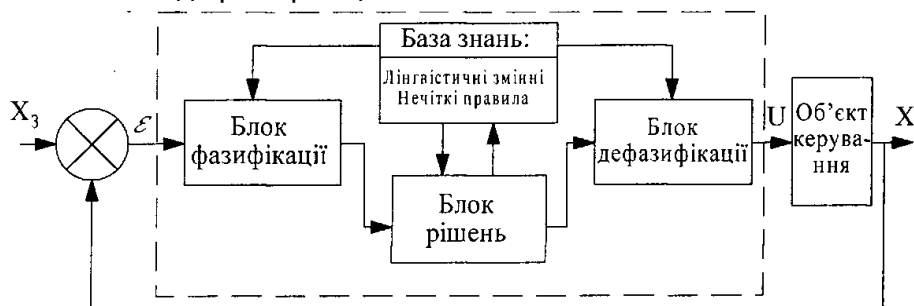 База знань:
Лінгвістичні змінні
Нечіткі правила
X₃
ℰ
Блок
фазифікації
Блок
рішень
Блок
дефазифікації
U
Об’єкт
керува-
ння
X